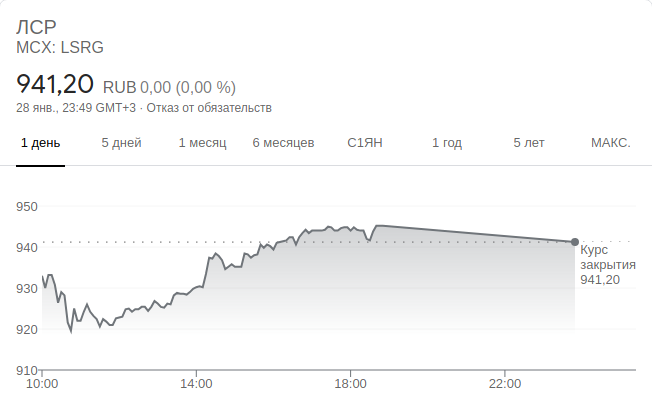 ЛСР
MCX: LSRG
941,20 RUB 0,00 (0,00 %)
28 янв., 23:49 GMT+3 · Отказ от обязательств
1 день 5 дней 1 месяц 6 месяцев С1ЯН 1 год 5 лет МАКС.
950
940
Курс
закрытия
941,20
930
920
910
10:00 14:00 18:00 22:00